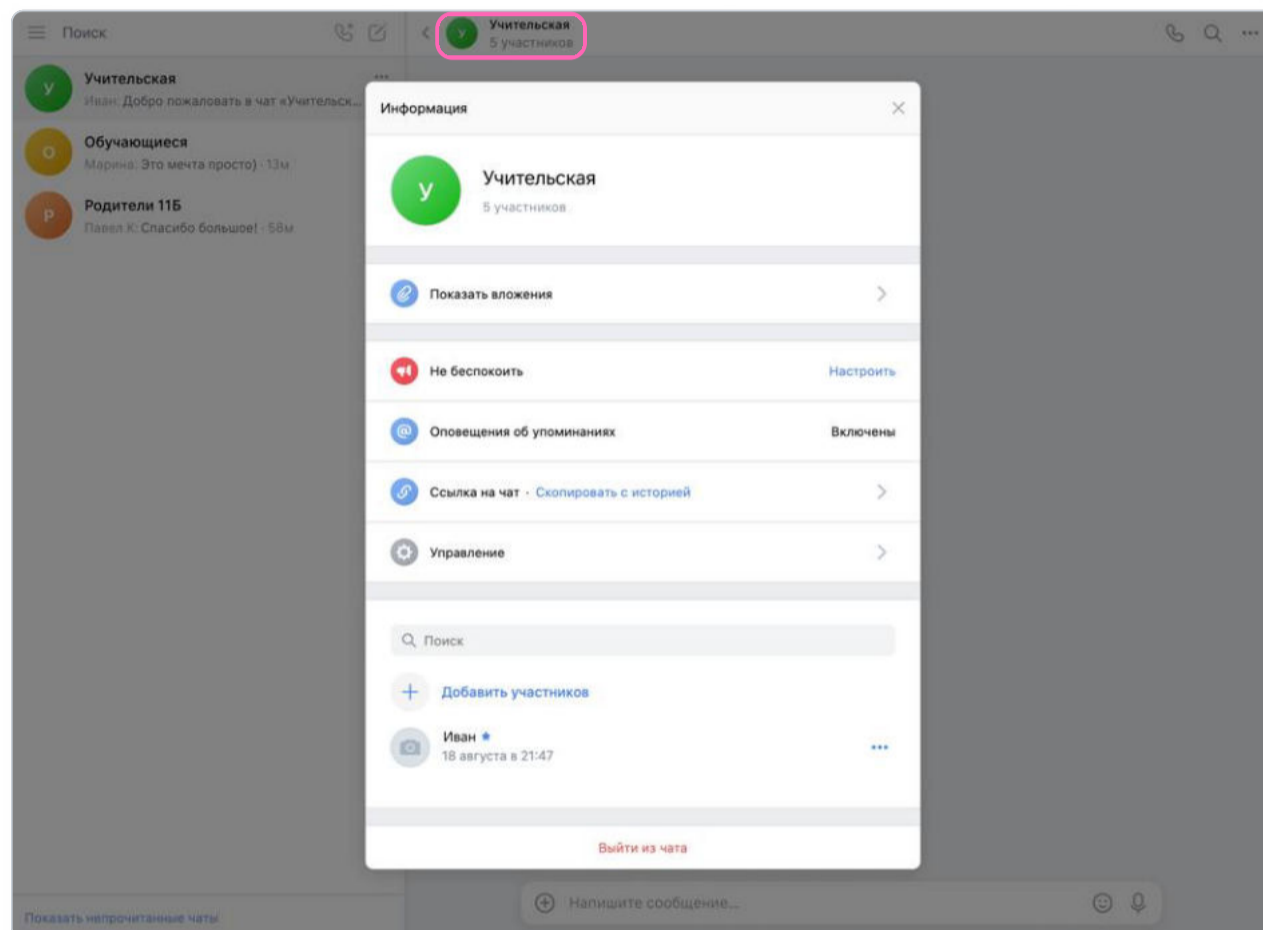 Поиск
Учительская
5 участников
Учительская
Иван: Добро пожаловать в чат «Учительск...
Обучающиеся
Марина: Это мечта просто) · 13м
Родители 11Б
Павел К: Спасибо большое! · 58м
Информация
У
Учительская
5 участников
Показать вложения
Не беспокоить
Настроить
Оповещения об упоминаниях
Включены
Ссылка на чат · Скопировать с историей
Управление
Поиск
Добавить участников
Иван
18 августа в 21:47
Выйти из чата
Напишите сообщение...
Показать непрочитанные чаты